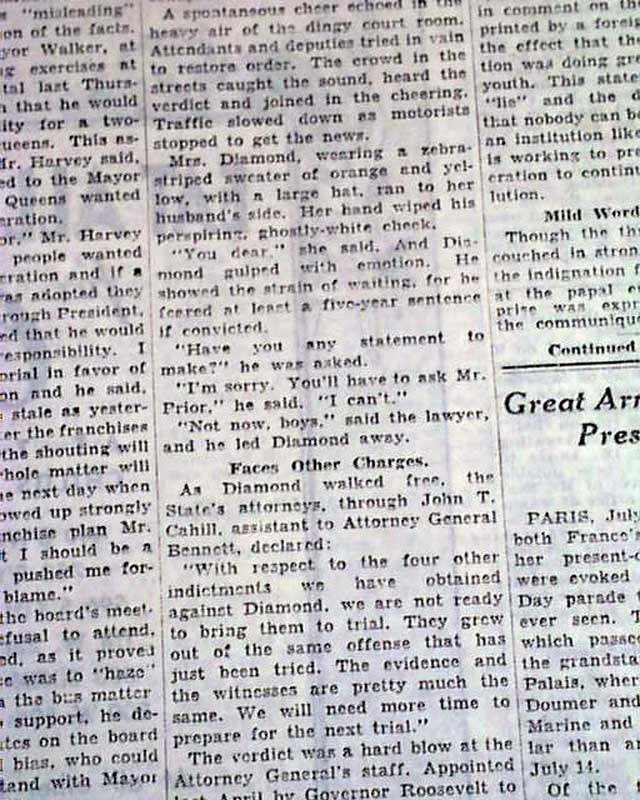 "misleading"
on of the facts.
yor Walker, at
g exercises at
tal last Thurs-
n that he would
ity for a two-
ueens. This as-
Mr. Harvey said,
ed to the Mayor
Queens wanted
eration.
or," Mr. Harvey
people wanted
eration and if a
was adopted they
rough President,
ed that he would
esponsibility. I
orial in favor of
on and he said,
stale as yester-
er the franchises
the shouting will
whole matter will
e next day when
owed up strongly
nchise plan Mr.
t I should be a
pushed me for-
blame."
the board's meet-
efusal to attend,
ed, as it proved
e was to "haze"
the bus matter
support, he de-
utes on the board
bias, who could
tand with Mayor
A spontaneous cheer echoed in the
heavy air of the dingy court room.
Attendants and deputies tried in vain
to restore order. The crowd in the
streets caught the sound, heard the
verdict and joined in the cheering.
Traffic slowed down as motorists
stopped to get the news.
Mrs. Diamond, wearing a zebra-
striped sweater of orange and yel-
low, with a large hat, ran to her
husband's side. Her hand wiped his
perspiring, ghostly-white check.
"You dear," she said. And Dia-
mond gulped with emotion. He
showed the strain of waiting, for he
feared at least a five-year sentence
if convicted.
"Have you any statement to
make?" he was asked.
"I'm sorry. You'll have to ask Mr.
Prior," he said. "I can't."
"Not now, boys," said the lawyer,
and he led Diamond away.
Faces Other Charges.
As Diamond walked free, the
State's attorneys, through John T.
Cahill, assistant to Attorney General
Bennett, declared:
"With respect to the four other
indictments we have obtained
against Diamond, we are not ready
to bring them to trial. They grew
out of the same offense that has
just been tried. The evidence and
the witnesses are pretty much the
same. We will need more time to
prepare for the next trial."
The verdict was a hard blow at the
Attorney General's staff. Appointed
last April by Governor Roosevelt to
in comment on th
printed by a forei
the effect that the
tion was doing gre
youth. This state
"lie" and the d
that nobody can b
an institution like
is working to pre
eration to contin
lution.
Mild Word
Though the th
couched in stron
the indignation
at the papal e
prise was expr
the communiqu
Continued
Great Ar
Pres
PARIS, July
both France's
her present-
were evoked
Day parade
ever seen. T
which passe
the grandsta
Palais, wher
Doumer and
Marine and
lar than a
July 14.
Of the